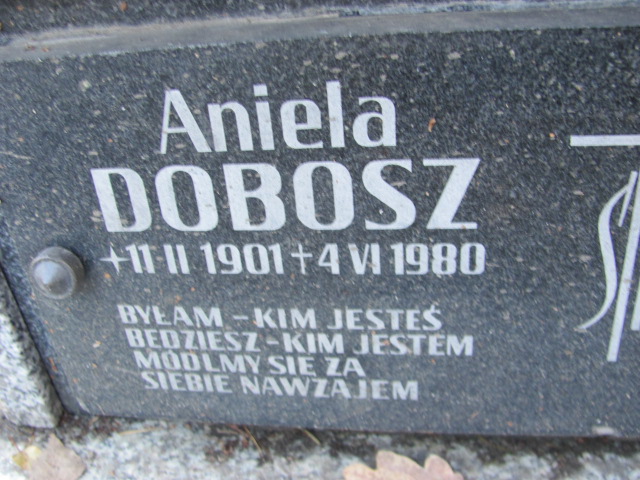 Aniela
DOBOSZ
+11 II 1901 †4 VI 1980
BYŁAM - KIM JESTEŚ
BĘDZIESZ - KIM JESTEM
MÓDLMY SIĘ ZA
SIEBIE NAWZAJEM